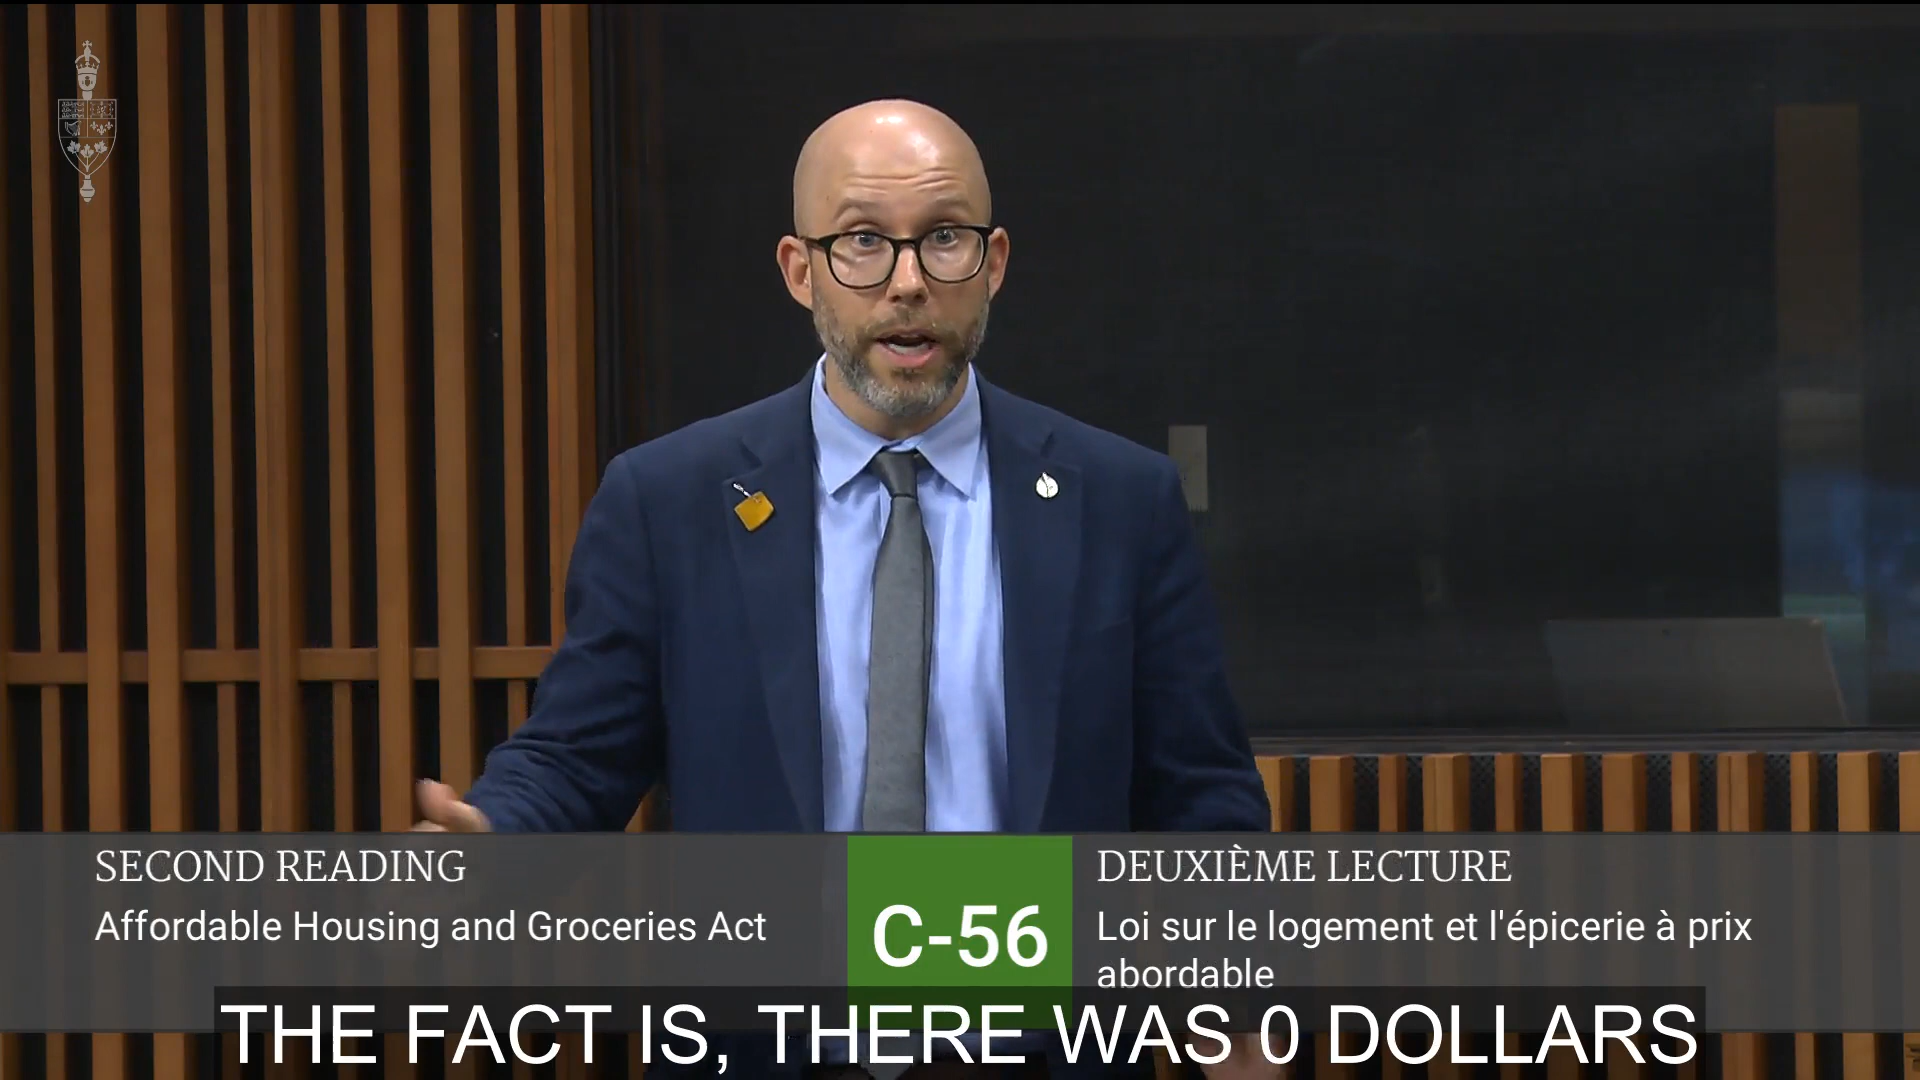 SECOND READING
Affordable Housing and Groceries Act
C-56
DEUXIÈME LECTURE
Loi sur le logement et l'épicerie à prix
abordable
THE FACT IS, THERE WAS 0 DOLLARS